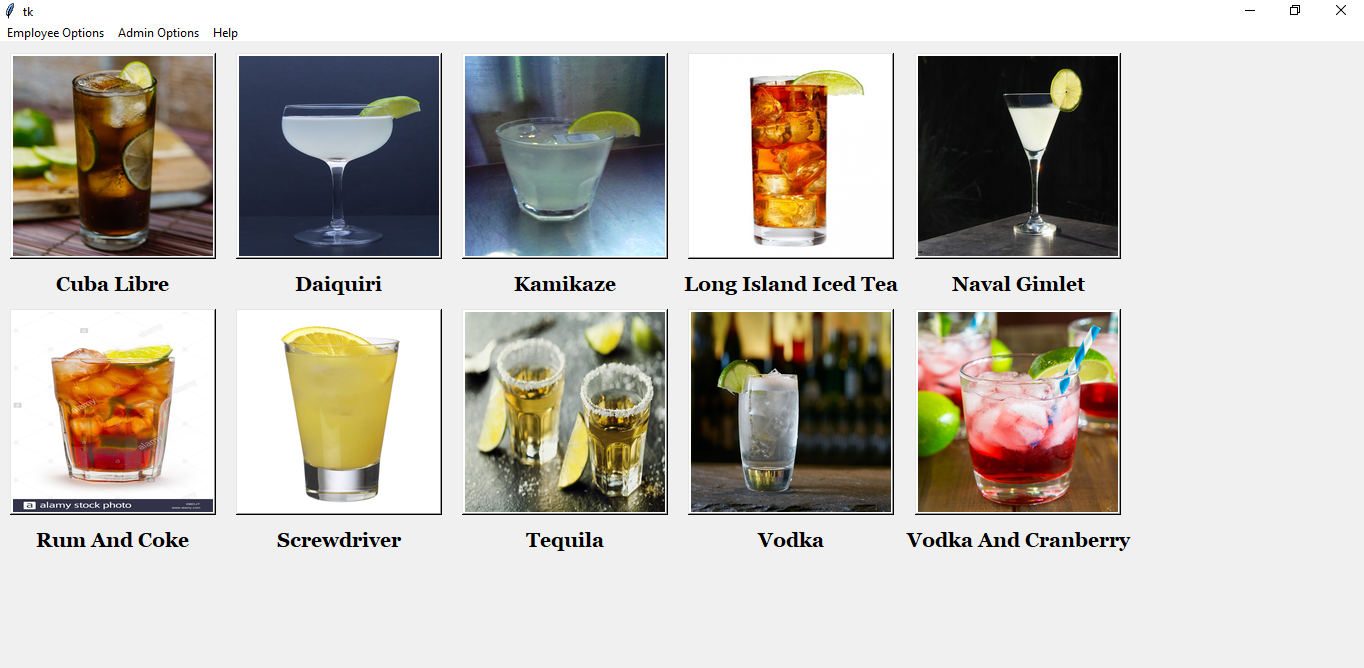 tk
Employee Options Admin Options Help
Cuba Libre
Daiquiri
Kamikaze
Long Island Iced Tea
Naval Gimlet
alamy
a alamy stock photo
Rum And Coke
Screwdriver
Tequila
Vodka
Vodka And Cranberry